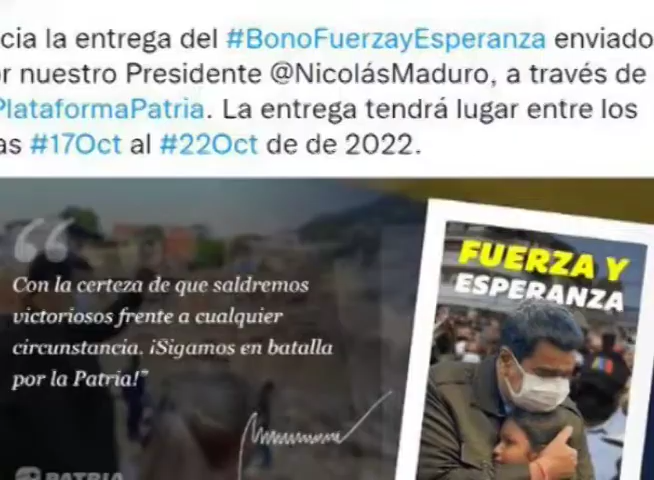 cia la entrega del #BonoFuerzayEsperanza enviado
r nuestro Presidente @NicolásMaduro, a través de
PlataformaPatria. La entrega tendrá lugar entre los
as #17Oct al #22Oct de de 2022.
“
Con la certeza de que saldremos
victoriosos frente a cualquier
circunstancia. ¡Sigamos en batalla
por la Patria!”
PATRIA
FUERZA Y
ESPERANZA